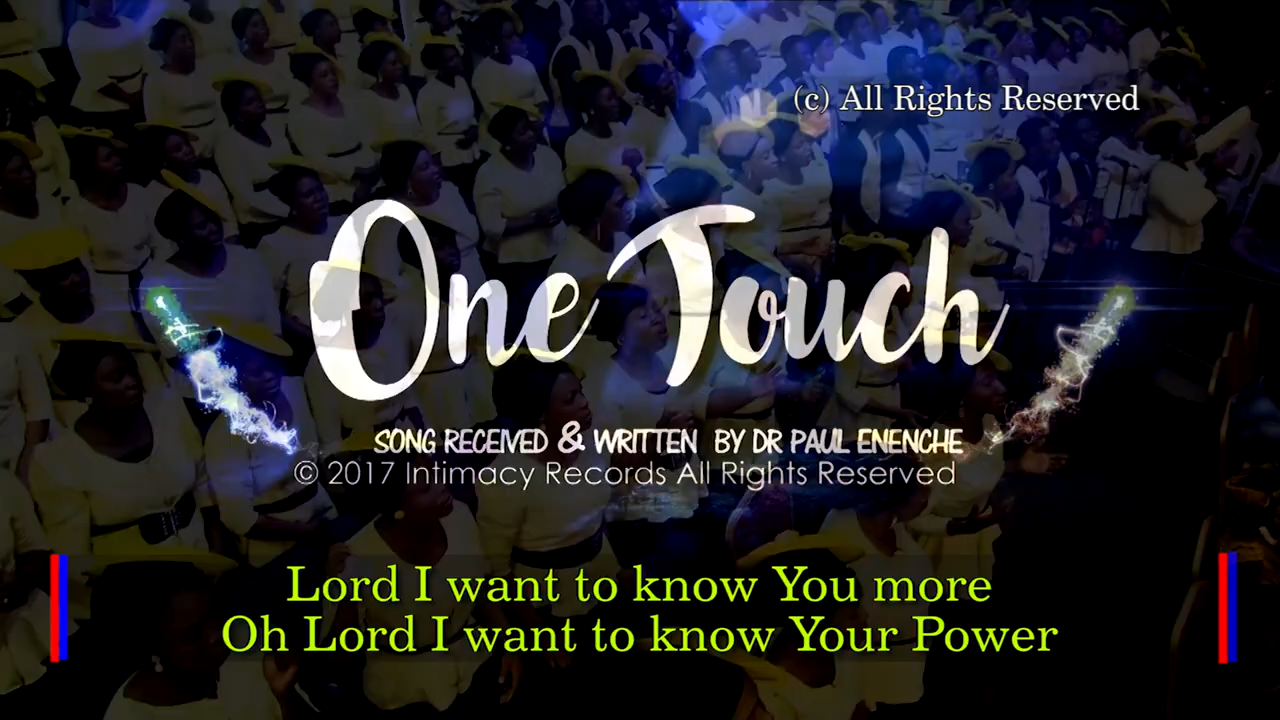 (c) All Rights Reserved
One Touch
SONG RECEIVED & WRITTEN BY DR PAUL ENENCHE
© 2017 Intimacy Records All Rights Reserved
Lord I want to know You more
Oh Lord I want to know Your Power